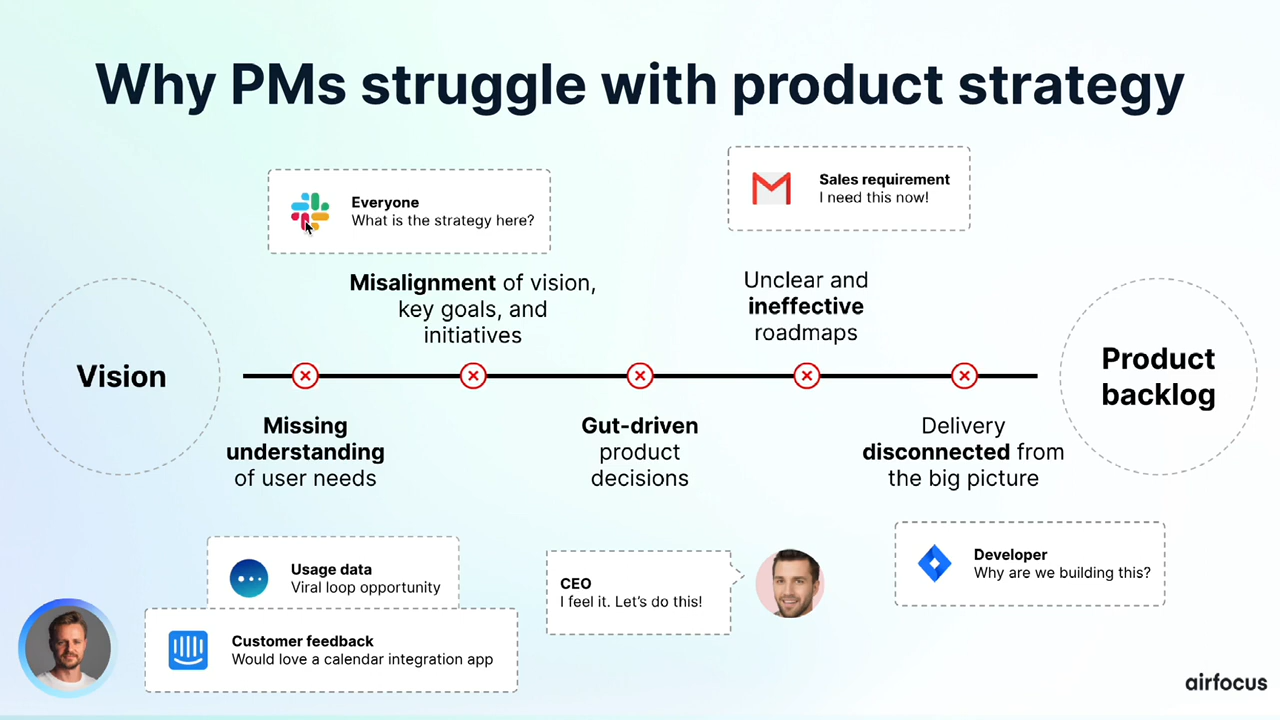 Why PMs struggle with product strategy
Everyone
What is the strategy here?
Sales requirement
I need this now!
Misalignment of vision,
key goals, and
initiatives
Unclear and
ineffective
roadmaps
Vision
Product
backlog
Missing
understanding
of user needs
Gut-driven
product
decisions
Delivery
disconnected from
the big picture
Usage data
Viral loop opportunity
Customer feedback
Would love a calendar integration app
CEO
I feel it. Let's do this!
Developer
Why are we building this?
airfocus